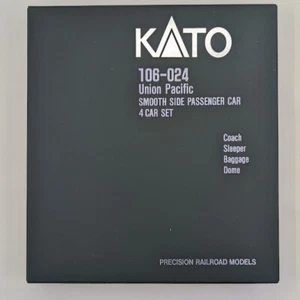 KATO
106-024
Union Pacific
SMOOTH SIDE PASSENGER CAR
4 CAR SET
Coach
Sleeper
Baggage
Dome
PRECISION RAILROAD MODELS